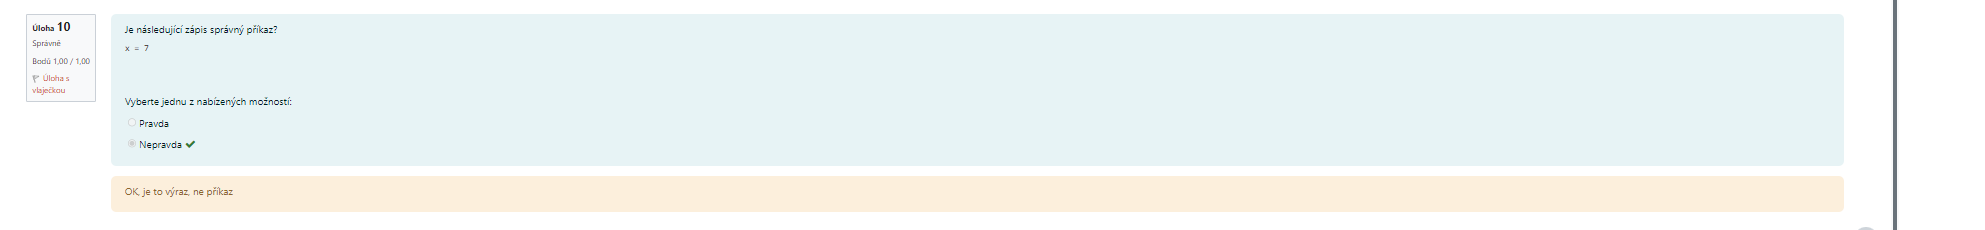 Úloha 10
Správně
Bodů 1,00 / 1,00
Úloha s
vlaječkou
Je následující zápis správný příkaz?
x = 7
Vyberte jednu z nabízených možností:
Pravda
Nepravda
OK, je to výraz, ne příkaz